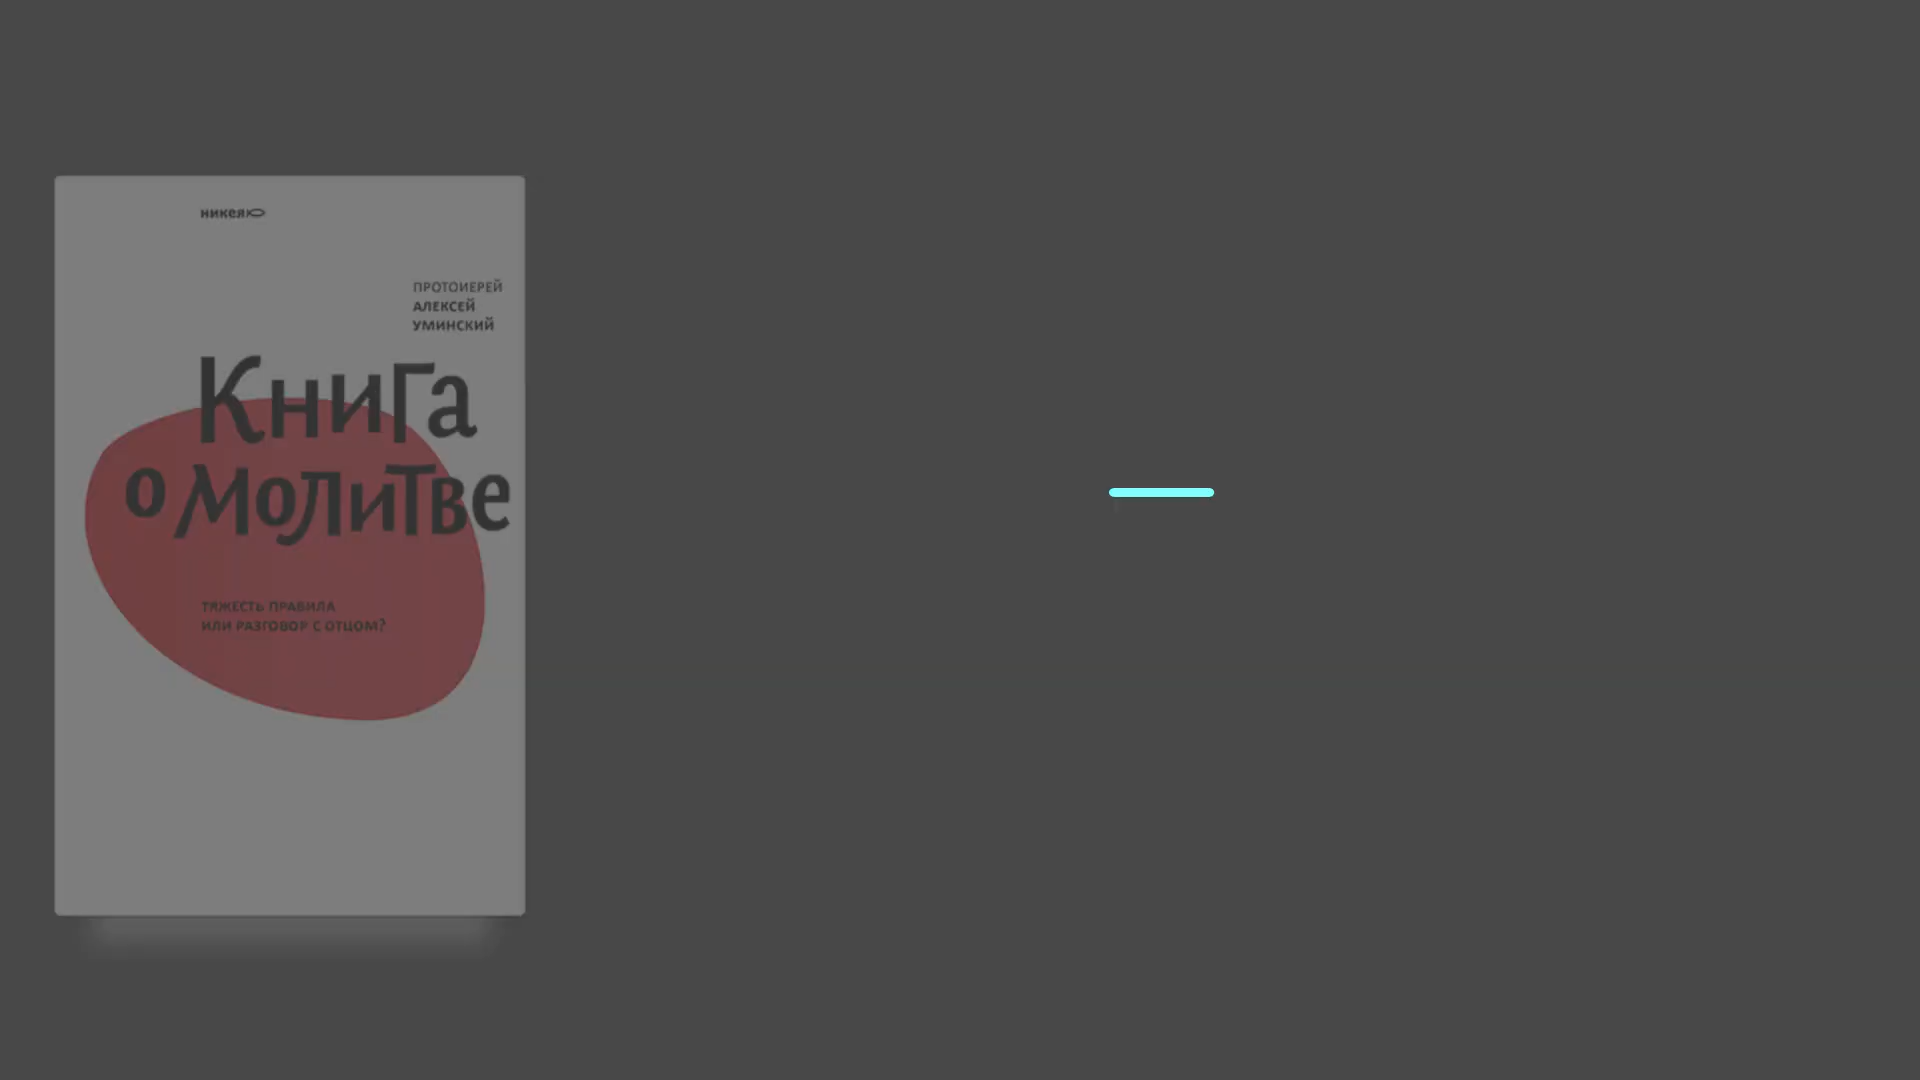 никея
ПРОТОИЕРЕЙ
АЛЕКСЕЙ
УМИНСКИЙ
Книга
о Молитве
ТЯЖЕСТЬ ПРАВИЛА
ИЛИ РАЗГОВОР С ОТЦОМ?